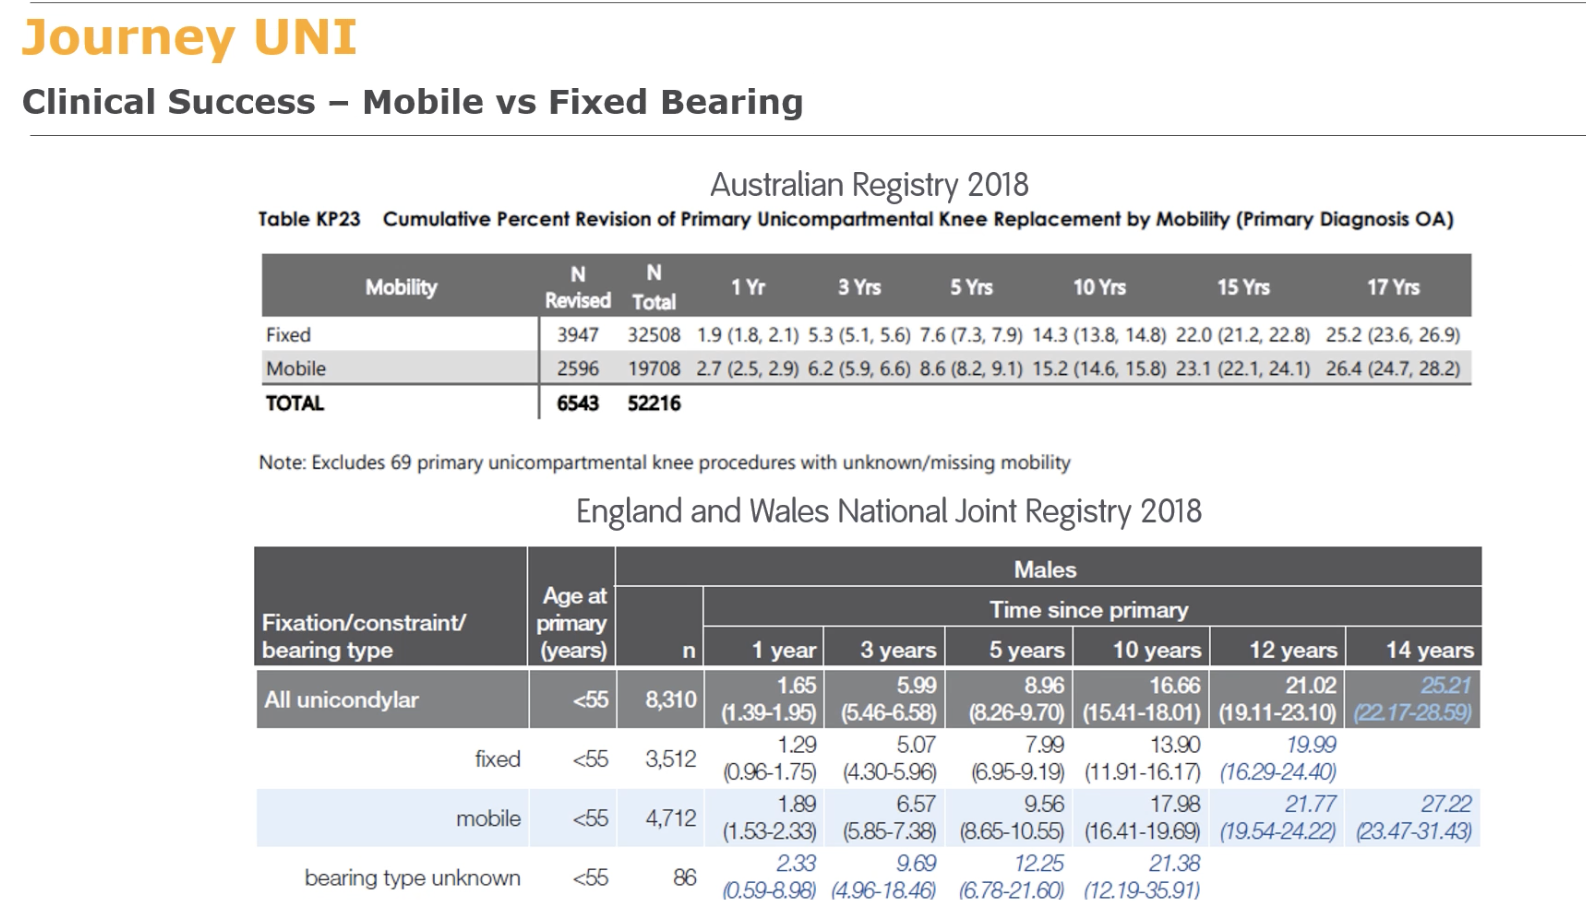 Journey UNI
Clinical Success – Mobile vs Fixed Bearing
Australian Registry 2018
Table KP23 Cumulative Percent Revision of Primary Unicompartmental Knee Replacement by Mobility (Primary Diagnosis OA)
Mobility N Revised N Total 1 Yr 3 Yrs 5 Yrs 10 Yrs 15 Yrs 17 Yrs
Fixed 3947 32508 1.9 (1.8, 2.1) 5.3 (5.1, 5.6) 7.6 (7.3, 7.9) 14.3 (13.8, 14.8) 22.0 (21.2, 22.8) 25.2 (23.6, 26.9)
Mobile 2596 19708 2.7 (2.5, 2.9) 6.2 (5.9, 6.6) 8.6 (8.2, 9.1) 15.2 (14.6, 15.8) 23.1 (22.1, 24.1) 26.4 (24.7, 28.2)
TOTAL 6543 52216
Note: Excludes 69 primary unicompartmental knee procedures with unknown/missing mobility
England and Wales National Joint Registry 2018
Males
Time since primary
Fixation/constraint/ bearing type Age at primary (years) n 1 year 3 years 5 years 10 years 12 years 14 years
All unicondylar <55 8,310 1.65 5.99 8.96 16.66 21.02 25.21
(1.39-1.95) (5.46-6.58) (8.26-9.70) (15.41-18.01) (19.11-23.10) (22.17-28.59)
fixed <55 3,512 1.29 5.07 7.99 13.90 19.99
(0.96-1.75) (4.30-5.96) (6.95-9.19) (11.91-16.17) (16.29-24.40)
mobile <55 4,712 1.89 6.57 9.56 17.98 21.77 27.22
(1.53-2.33) (5.85-7.38) (8.65-10.55) (16.41-19.69) (19.54-24.22) (23.47-31.43)
bearing type unknown <55 86 2.33 9.69 12.25 21.38
(0.59-8.98) (4.96-18.46) (6.78-21.60) (12.19-35.91)